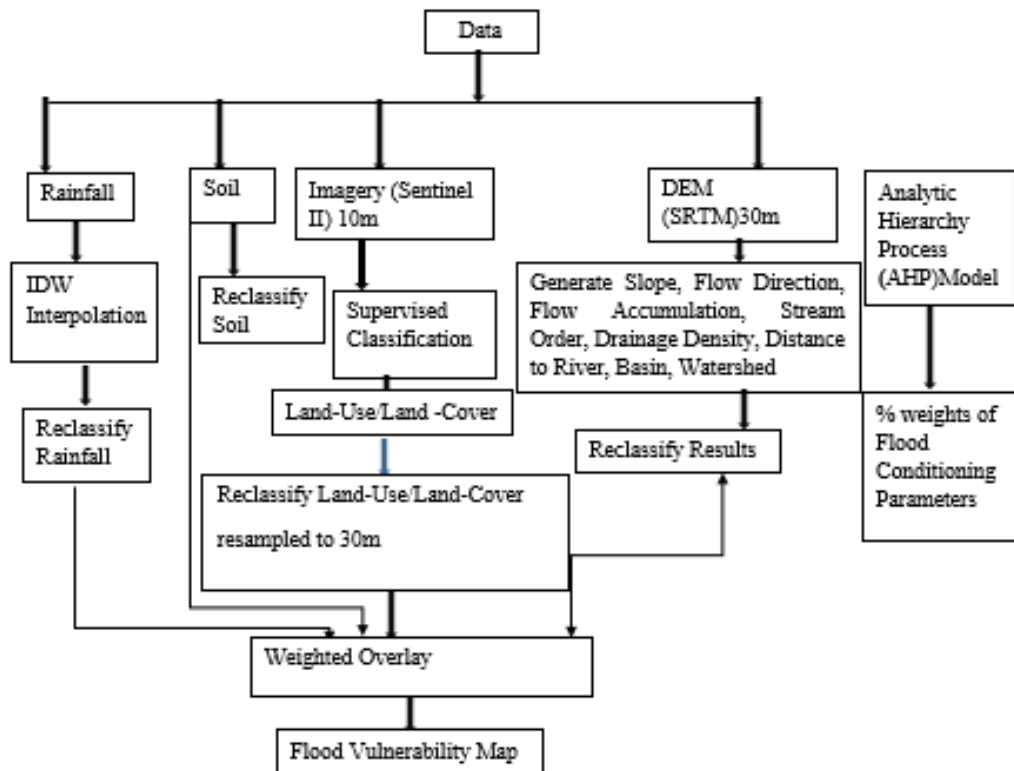 Data
Rainfall
Soil
Imagery (Sentinel
II) 10m
DEM
(SRTM)30m
Analytic
Hierarchy
Process
(AHP)Model
IDW
Interpolation
Reclassify
Soil
Supervised
Classification
Generate Slope, Flow Direction,
Flow Accumulation, Stream
Order, Drainage Density, Distance
to River, Basin, Watershed
Land-Use/Land -Cover
Reclassify
Rainfall
Reclassify Results
% weights of
Flood
Conditioning
Parameters
Reclassify Land-Use/Land-Cover
resampled to 30m
Weighted Overlay
Flood Vulnerability Map